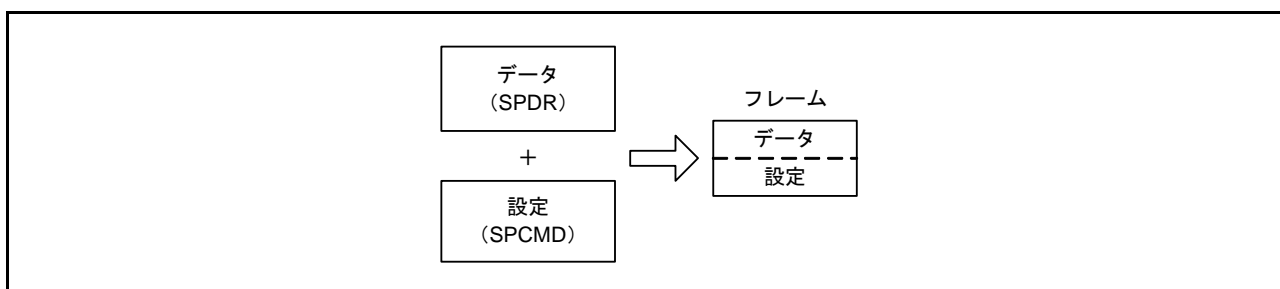 データ
(SPDR)
+
設定
(SPCMD)
フレーム
データ
設定